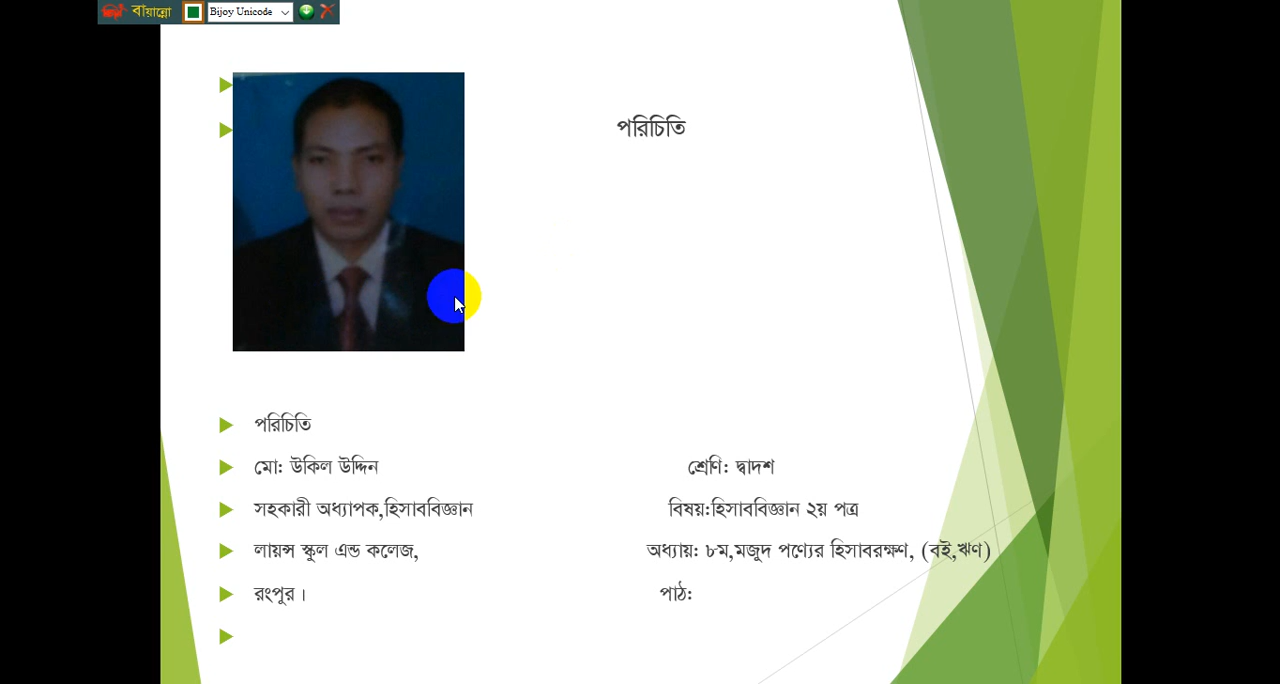 বায়ান্নো Bijoy Unicode
পরিচিতি
পরিচিতি
মো: উকিল উদ্দিন শ্রেণি: দ্বাদশ
সহকারী অধ্যাপক,হিসাববিজ্ঞান বিষয়:হিসাববিজ্ঞান ২য় পত্র
লায়ন্স স্কুল এন্ড কলেজ, অধ্যায়: ৮ম,মজুদ পণ্যের হিসাবরক্ষণ, (বই,ঋণ)
রংপুর। পাঠ: